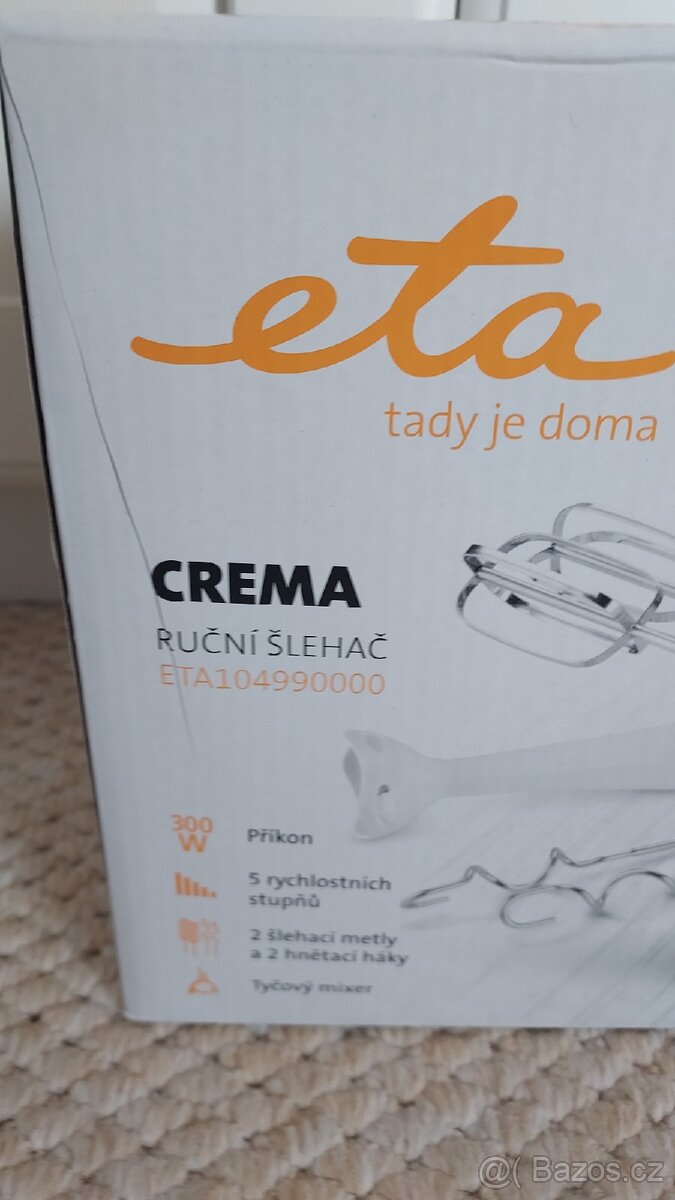 eta
tady je doma
CREMA
RUČNÍ ŠLEHAČ
ETA104990000
300
W
Příkon
5 rychlostních
stupňů
2 šlehací metly
a 2 hnětací háky
Tyčový mixer
@( Bazos.cz